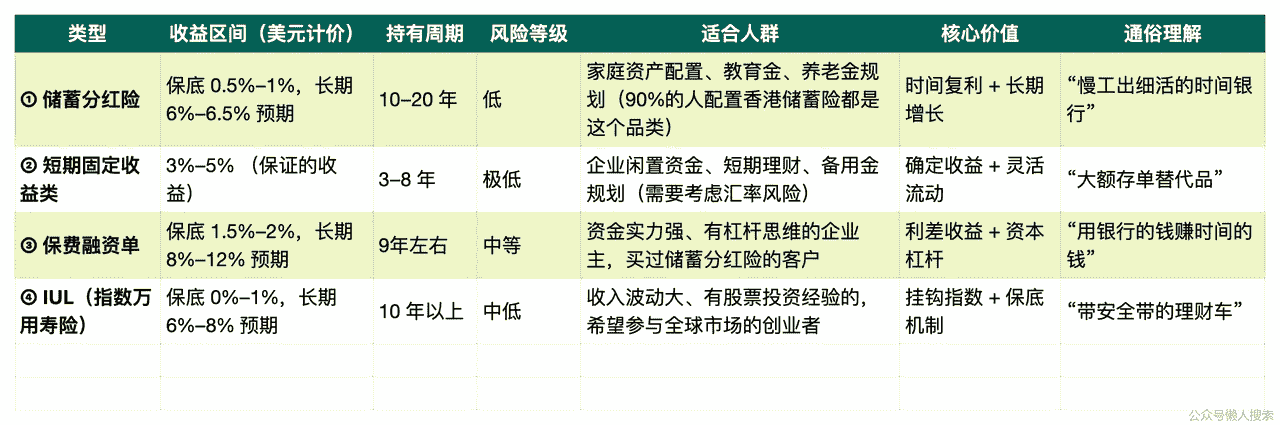 类型 收益区间（美元计价） 持有周期 风险等级 适合人群 核心价值 通俗理解
① 储蓄分红险
保底 0.5%–1%，长期
6%–6.5% 预期
10–20 年
低
家庭资产配置、教育金、养老金规
划（90%的人配置香港储蓄险都是
这个品类）
时间复利 + 长期
增长
“慢工出细活的时间银
行”
② 短期固定收
益类
3%–5% （保证的收
益）
3–8 年
极低
企业闲置资金、短期理财、备用金
规划（需要考虑汇率风险）
确定收益 + 灵活
流动
“大额存单替代品”
③ 保费融资单
保底 1.5%–2%，长期
8%–12% 预期
9年左右
中等
资金实力强、有杠杆思维的企业
主，买过储蓄分红险的客户
利差收益 + 资本
杠杆
“用银行的钱赚时间的
钱”
④ IUL（指数万
用寿险）
保底 0%–1%，长期
6%–8% 预期
10 年以上
中低
收入波动大、有股票投资经验的，
希望参与全球市场的创业者
挂钩指数 + 保底
机制
“带安全带的理财车”
公众号懒人搜索